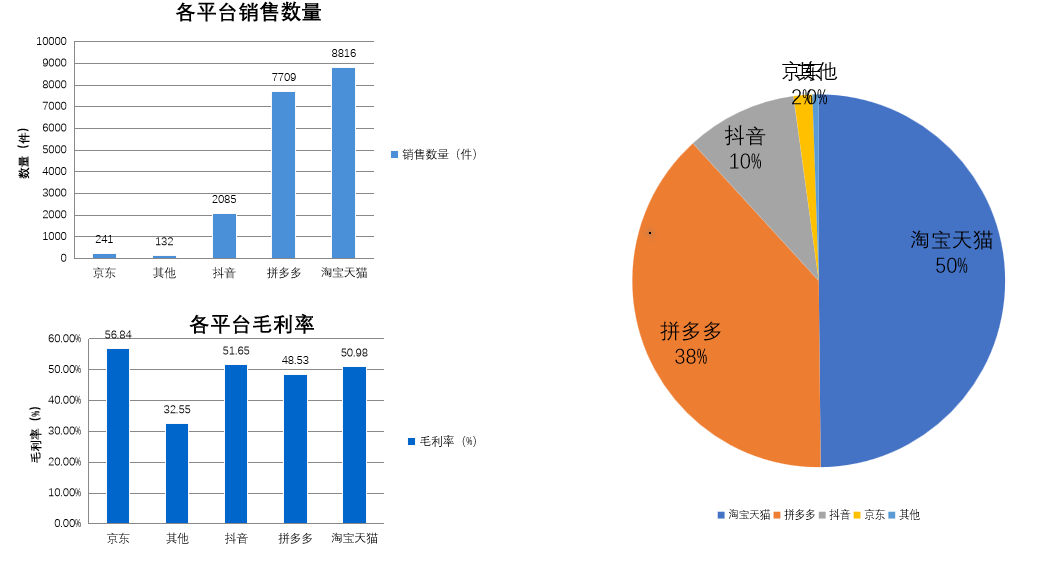 各平台销售数量
10000
9000
8000
7000
6000
5000
4000
3000
2000
1000
0
数量（件）
241
132
2085
7709
8816
京东
其他
抖音
拼多多
淘宝天猫
销售数量（件）
各平台毛利率
60.00%
50.00%
40.00%
30.00%
20.00%
10.00%
0.00%
毛利率（%）
56.84
32.55
51.65
48.53
50.98
京东
其他
抖音
拼多多
淘宝天猫
毛利率（%）
京东
2%
其他
0%
抖音
10%
淘宝天猫
50%
拼多多
38%
淘宝天猫 拼多多 抖音 京东 其他